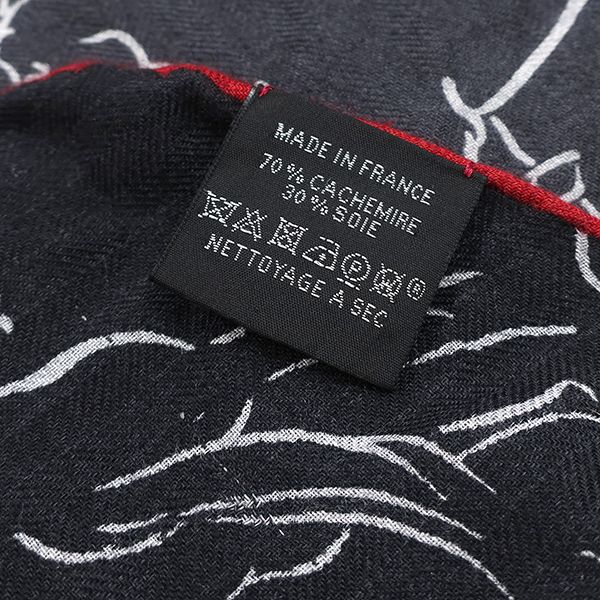 MADE IN FRANCE
70 % CACHEMIRE
30 % SOIE
NETTOYAGE À SEC